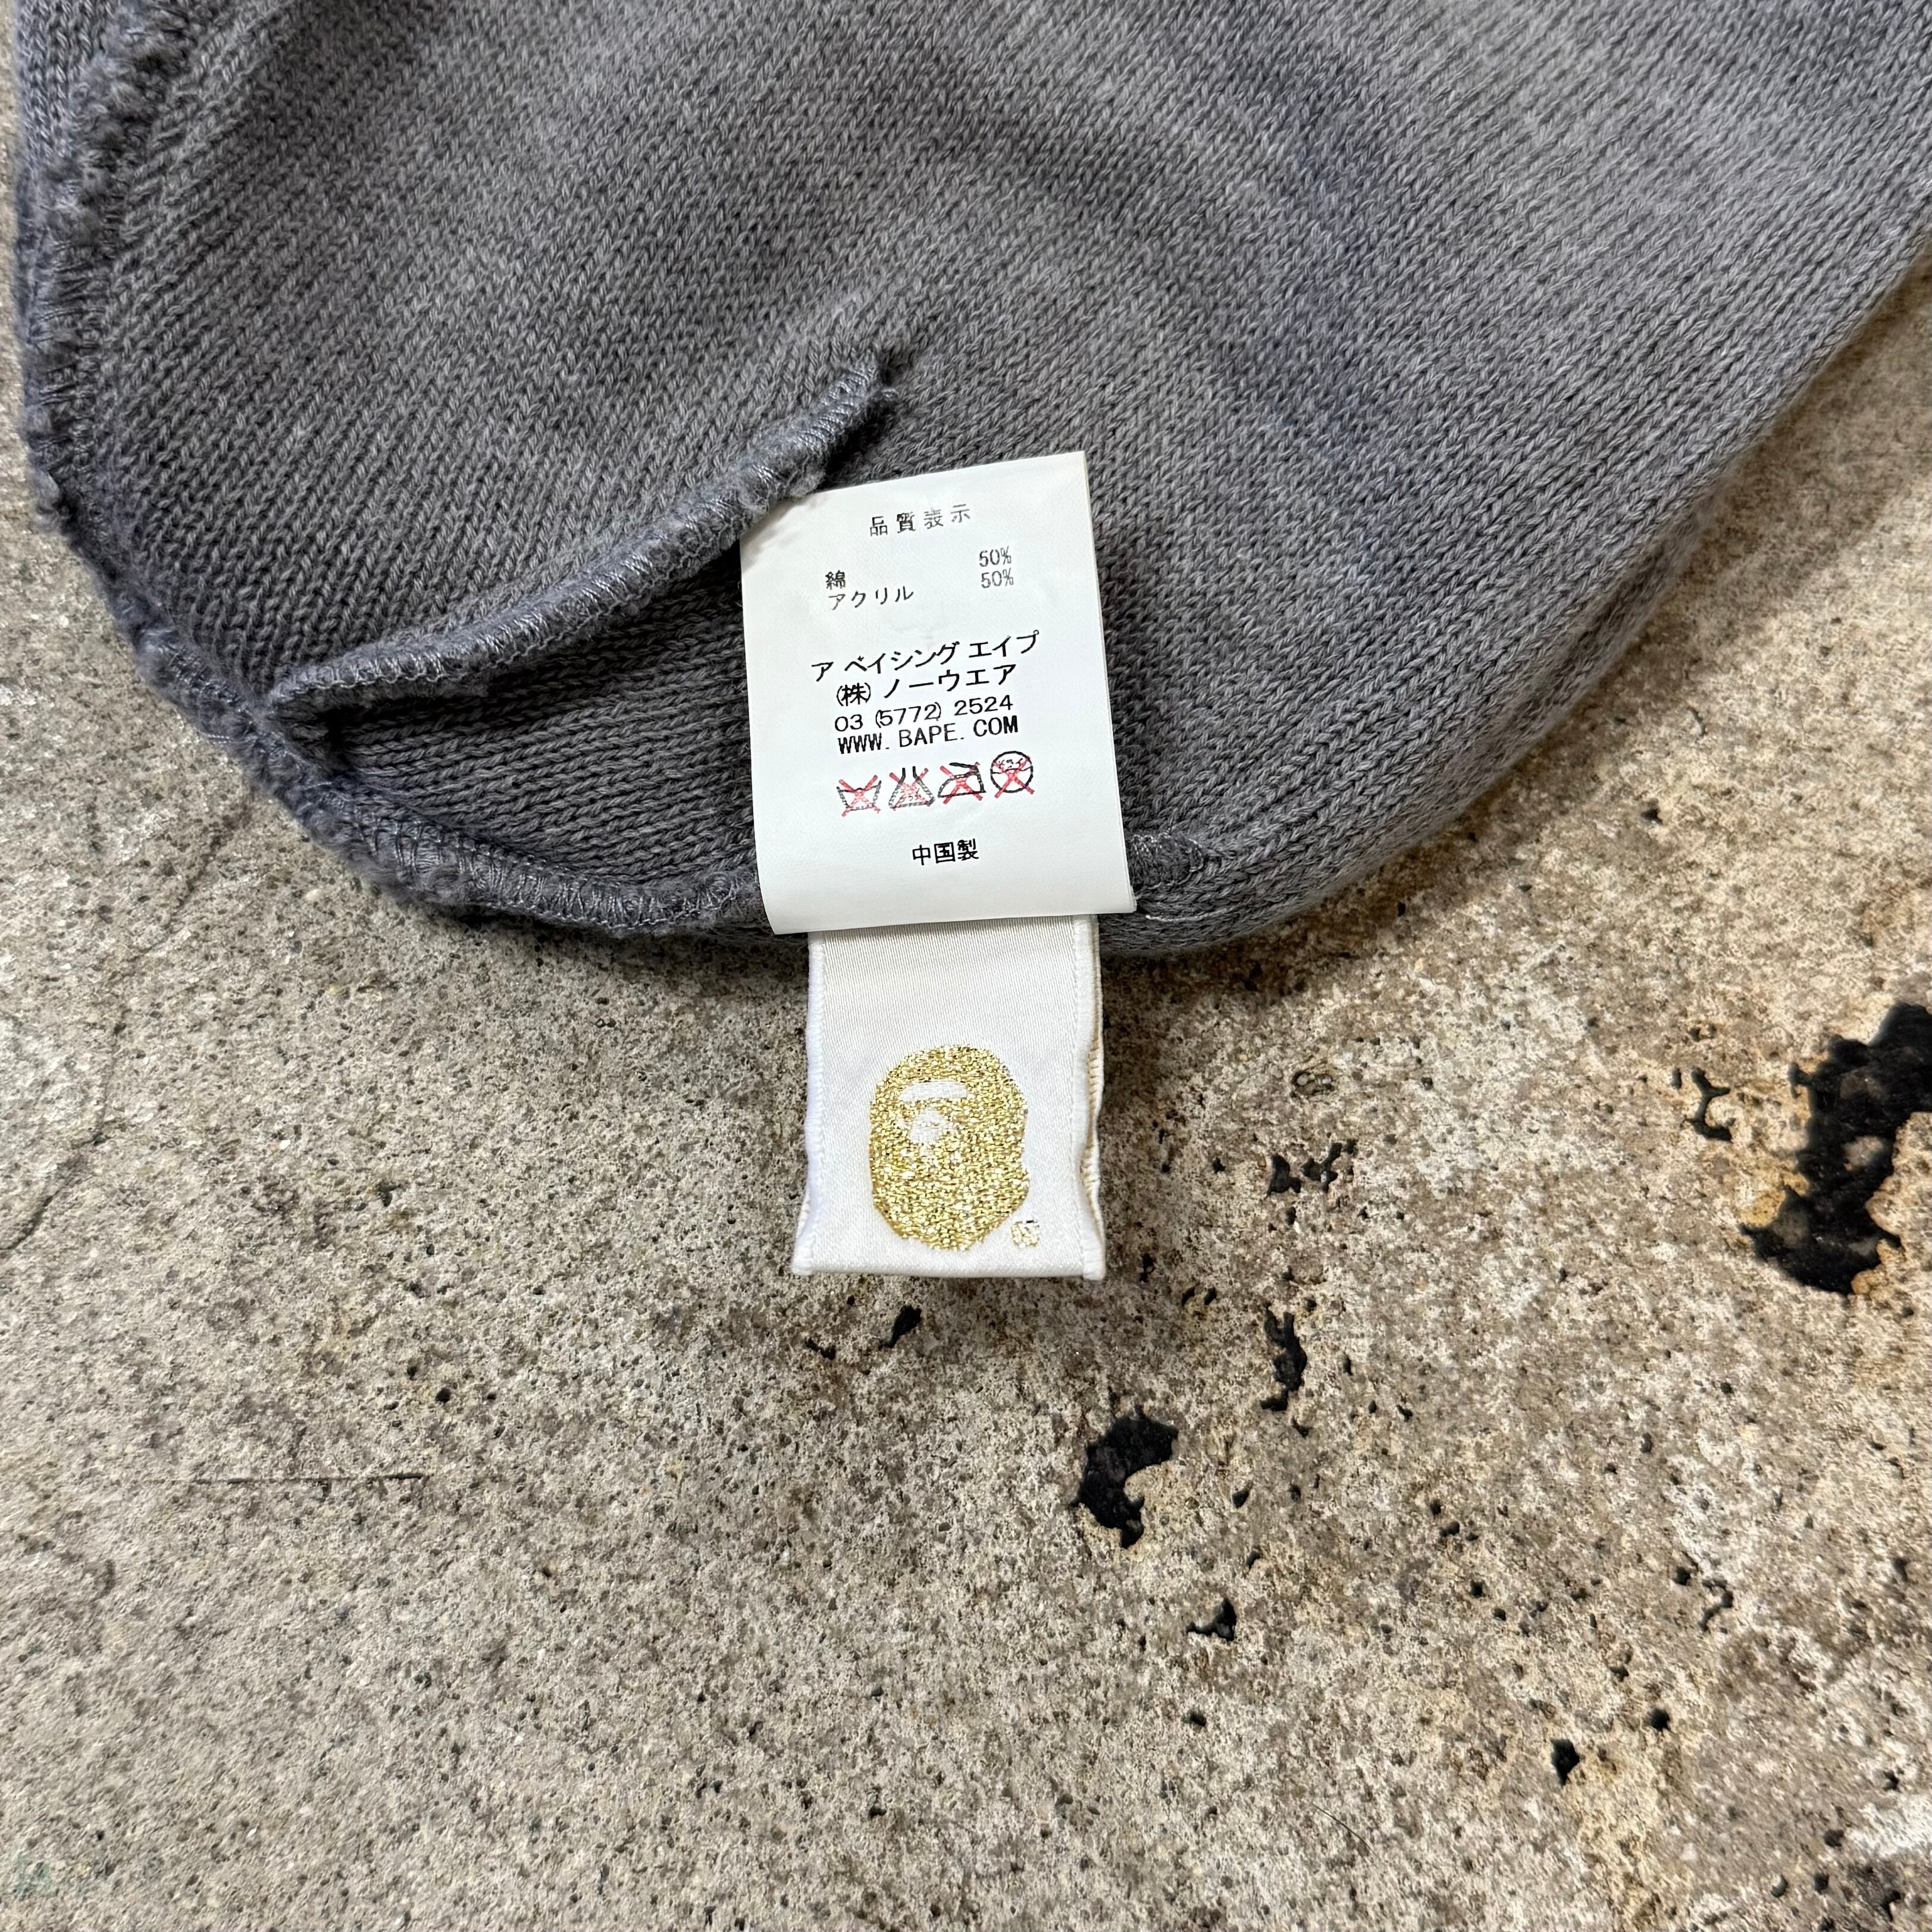 品質表示
綿 50%
アクリル 50%
ア ベイシング エイプ
(株) ノーウエア
03 (5772) 2524
WWW. BAPE. COM
中国製